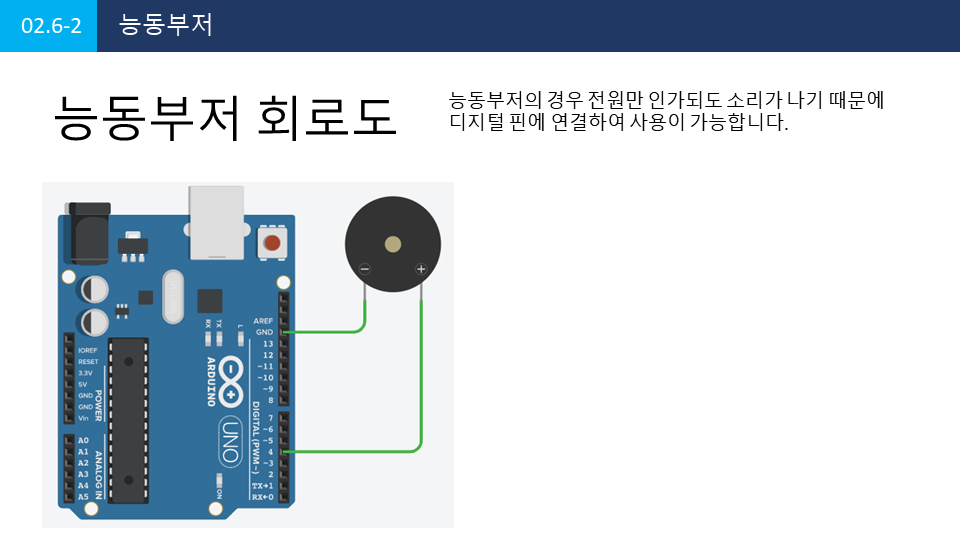 02.6-2
능동부저
능동부저 회로도
능동부저의 경우 전원만 인가되도 소리가 나기 때문에
디지털 핀에 연결하여 사용이 가능합니다.
AREF
GND
13
12
~11
~10
~9
8
7
~6
~5
4
~3
2
TX→1
RX←0
DIGITAL (PWM~)
RX
TX
L
ARDUINO
UNO
ON
IOREF
RESET
3.3V
5V
GND
GND
Vin
POWER
A0
A1
A2
A3
A4
A5
ANALOG IN